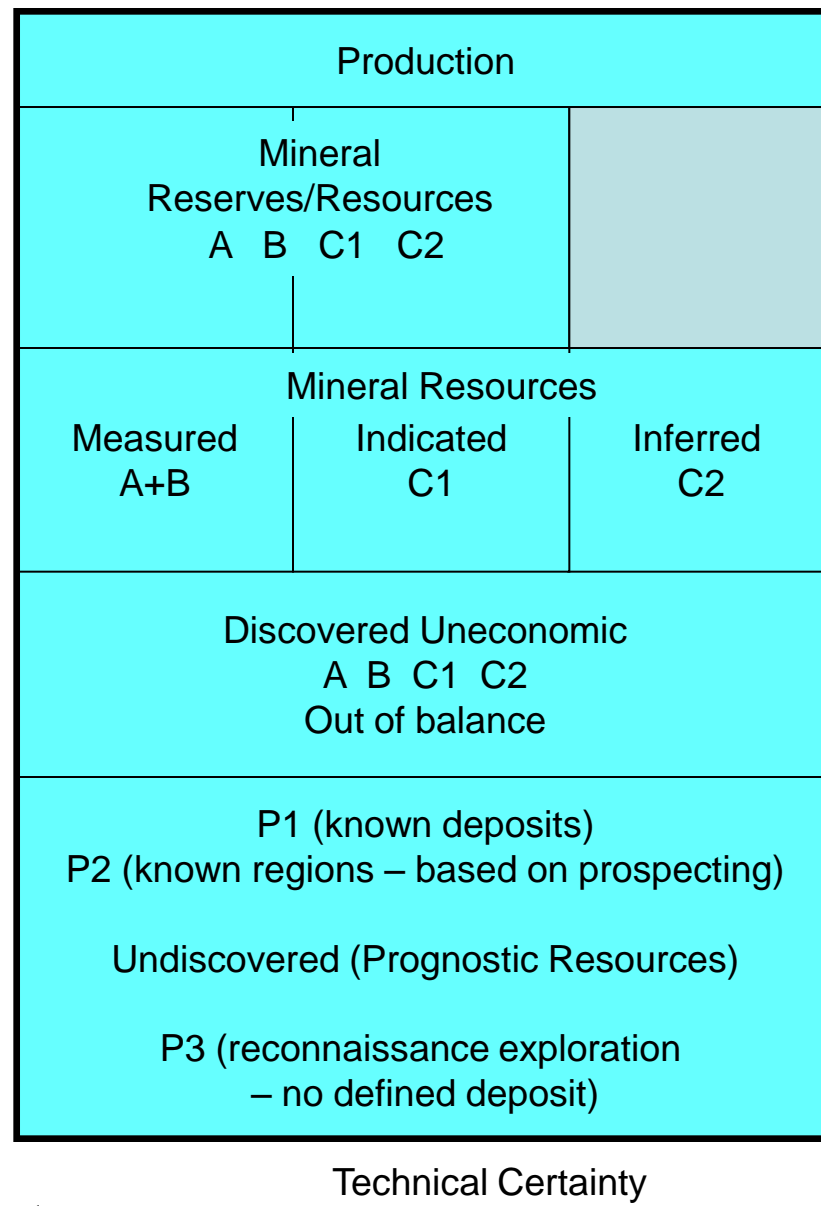 Production
Mineral
Reserves/Resources
A B C1 C2
Mineral Resources
Measured
A+B
Indicated
C1
Inferred
C2
Discovered Uneconomic
A B C1 C2
Out of balance
P1 (known deposits)
P2 (known regions – based on prospecting)
Undiscovered (Prognostic Resources)
P3 (reconnaissance exploration
– no defined deposit)
Technical Certainty